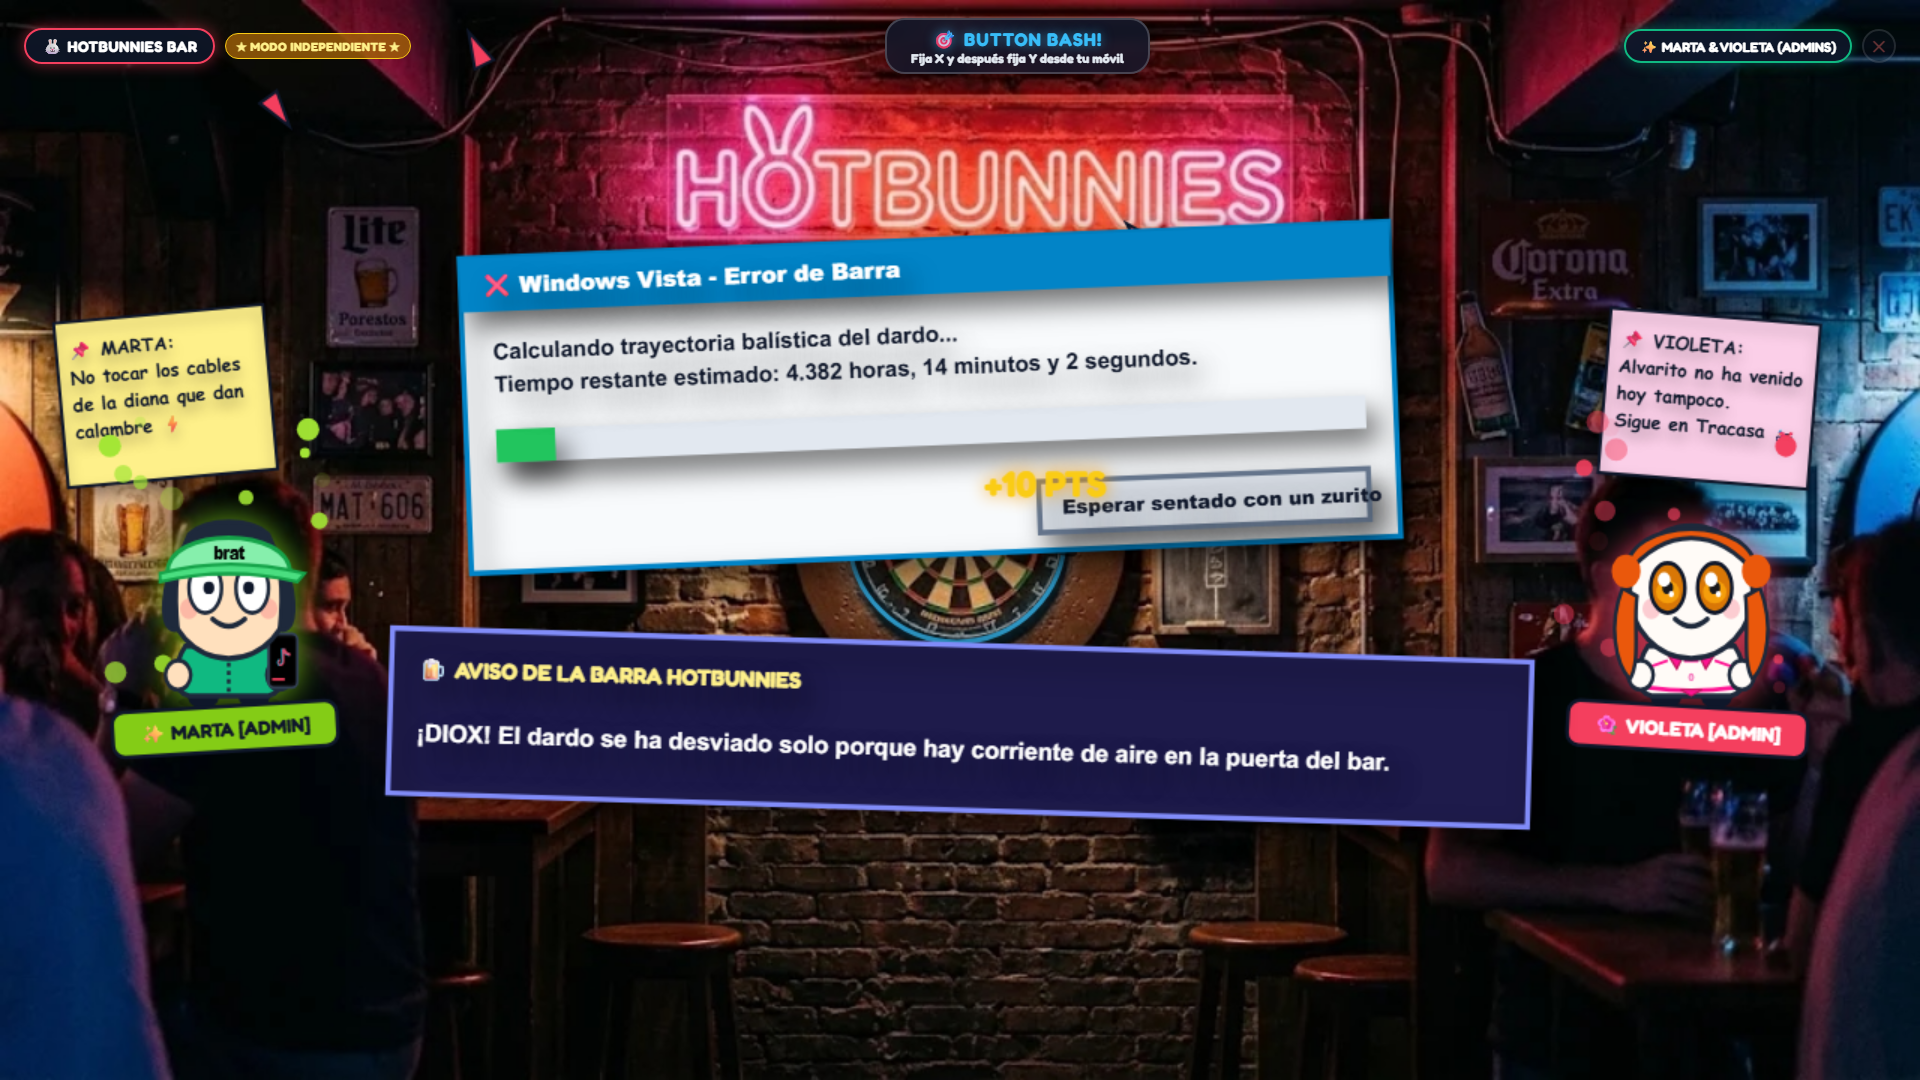 HOTBUNNIES BAR
★ MODO INDEPENDIENTE ★
BUTTON BASH!
Fija X y después fija Y desde tu móvil
MARTA & VIOLETA (ADMINS)
HOTBUNNIES
Windows Vista - Error de Barra
Calculando trayectoria balística del dardo...
Tiempo restante estimado: 4.382 horas, 14 minutos y 2 segundos.
+10 PTS
Esperar sentado con un zurito
MARTA:
No tocar los cables
de la diana que dan
calambre
VIOLETA:
Alvarito no ha venido
hoy tampoco.
Sigue en Tracasa
Lite
Porestos
Corona
Extra
MAT 606
brat
MARTA [ADMIN]
VIOLETA [ADMIN]
AVISO DE LA BARRA HOTBUNNIES
¡DIOX! El dardo se ha desviado solo porque hay corriente de aire en la puerta del bar.